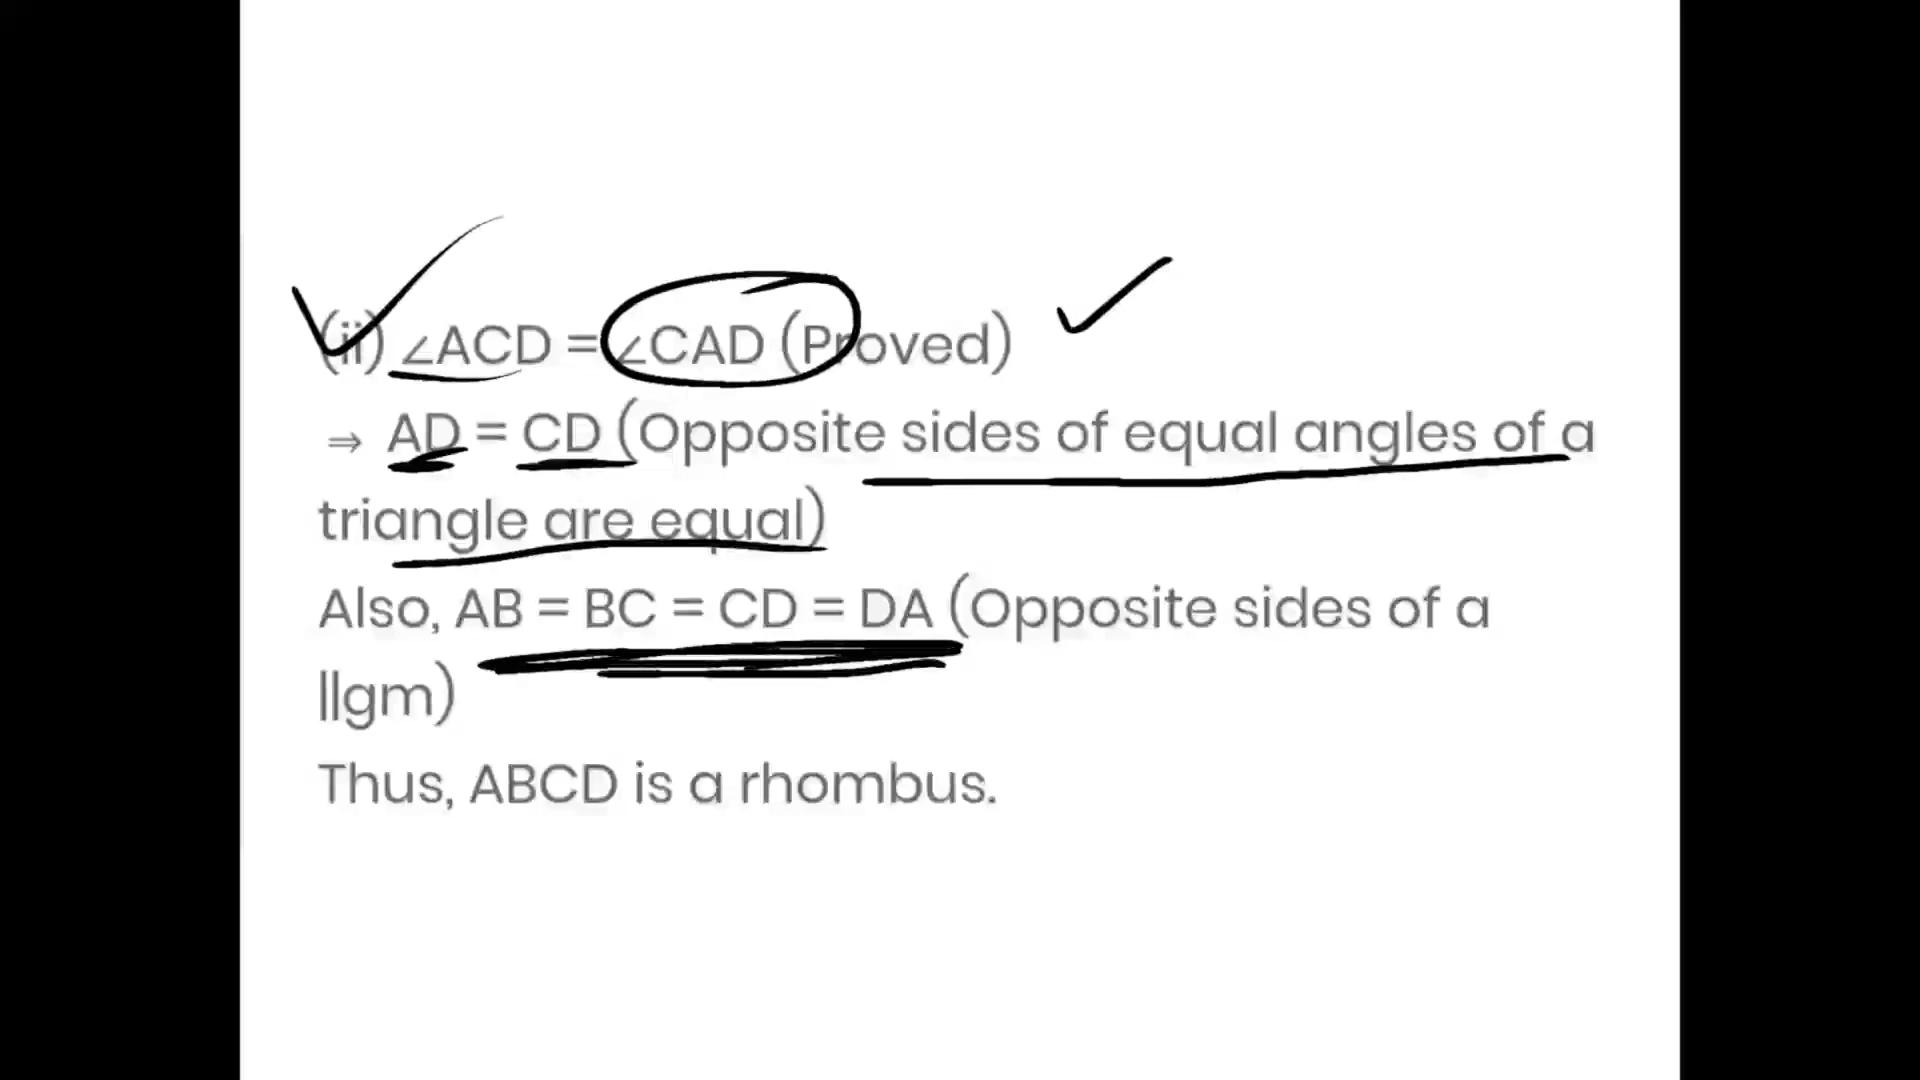 (ii) ∠ACD = ∠CAD (Proved)
⇒ AD = CD (Opposite sides of equal angles of a
triangle are equal)
Also, AB = BC = CD = DA (Opposite sides of a
||gm)
Thus, ABCD is a rhombus.